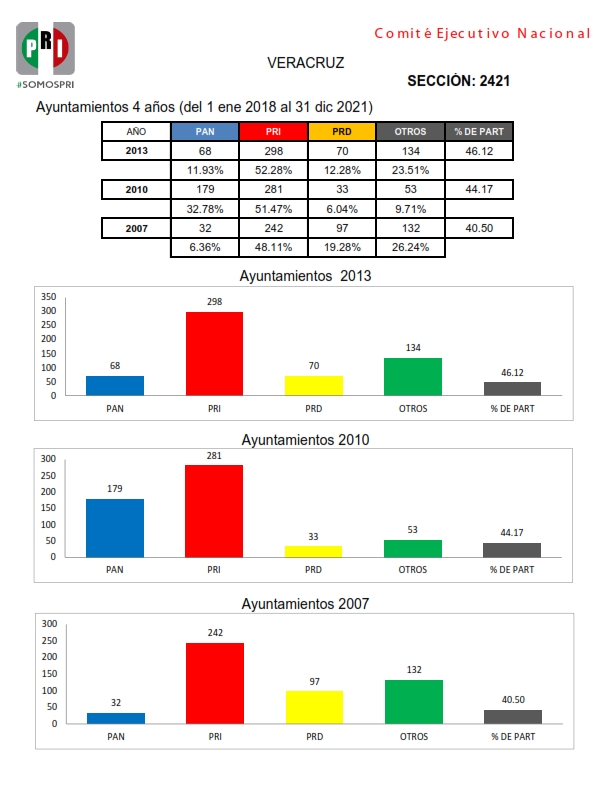 Comité Ejecutivo Nacional
PRI
#SOMOSPRI
VERACRUZ
SECCIÓN: 2421
Ayuntamientos 4 años (del 1 ene 2018 al 31 dic 2021)
AÑO PAN PRI PRD OTROS % DE PART
2013 68 298 70 134 46.12
11.93% 52.28% 12.28% 23.51%
2010 179 281 33 53 44.17
32.78% 51.47% 6.04% 9.71%
2007 32 242 97 132 40.50
6.36% 48.11% 19.28% 26.24%
Ayuntamientos 2013
350
300
250
200
150
100
50
0
68 298 70 134 46.12
PAN PRI PRD OTROS % DE PART
Ayuntamientos 2010
300
250
200
150
100
50
0
179 281 33 53 44.17
PAN PRI PRD OTROS % DE PART
Ayuntamientos 2007
300
250
200
150
100
50
0
32 242 97 132 40.50
PAN PRI PRD OTROS % DE PART